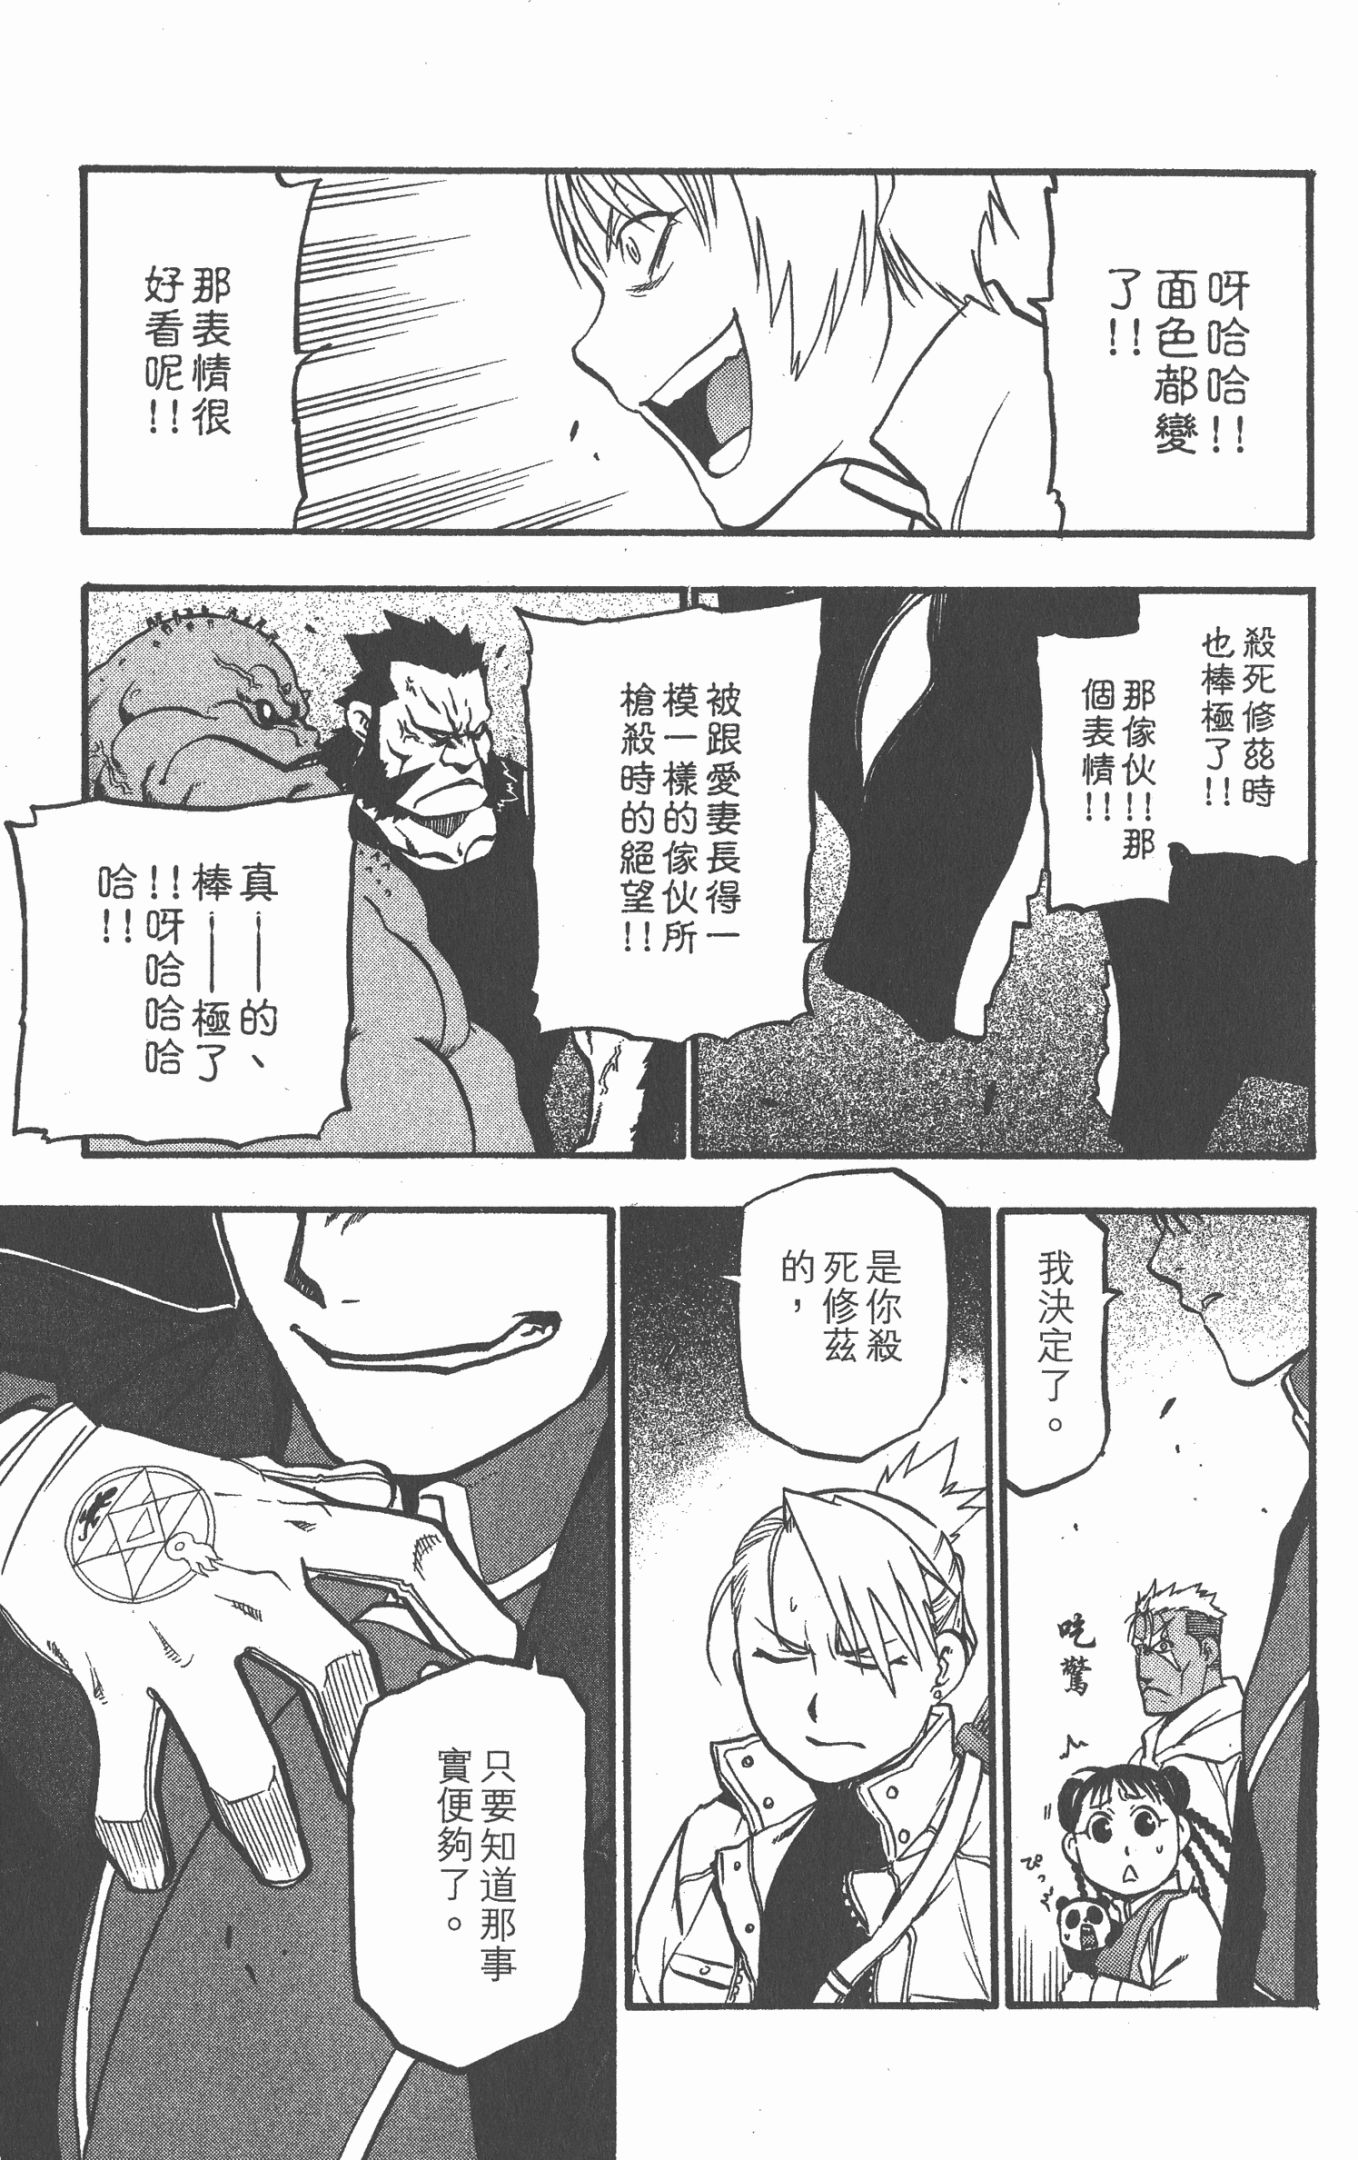 呀哈哈!!
面色都變
了!!
那表情很
好看呢!!
殺死修茲時
也棒極了!!
那傢伙!!那
個表情!!
被跟愛妻長得一
模一樣的傢伙所
槍殺時的絕望!!
真——的、
棒——極了
!!呀哈哈哈
哈!!
我決定了。
吃驚
ぴっ
是你殺
死修茲
的，
只要知道那事
實便夠了。